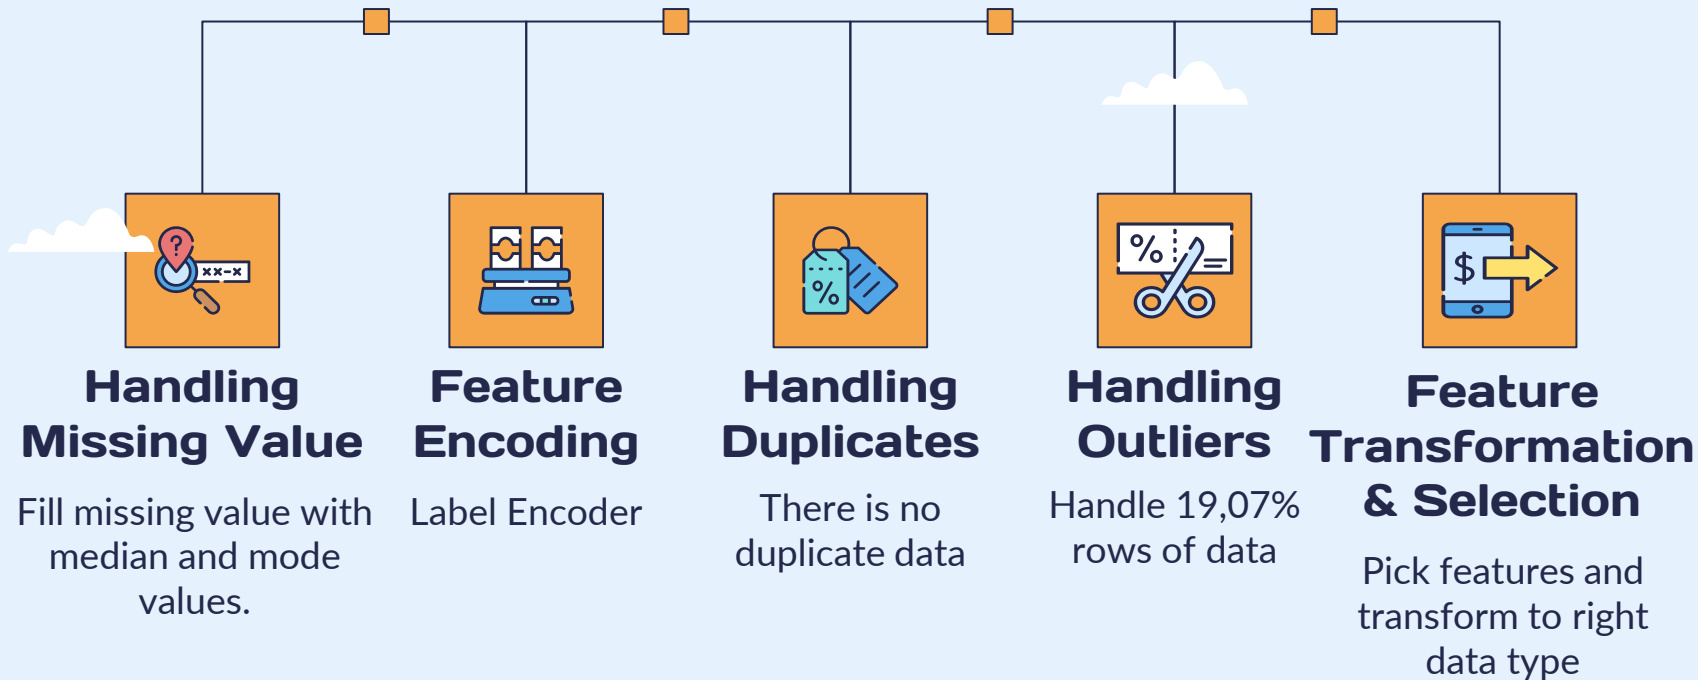 ?
xx-x
%
%
$
Handling
Missing Value
Fill missing value with
median and mode
values.
Feature
Encoding
Label Encoder
Handling
Duplicates
There is no
duplicate data
Handling
Outliers
Handle 19,07%
rows of data
Feature
Transformation
& Selection
Pick features and
transform to right
data type